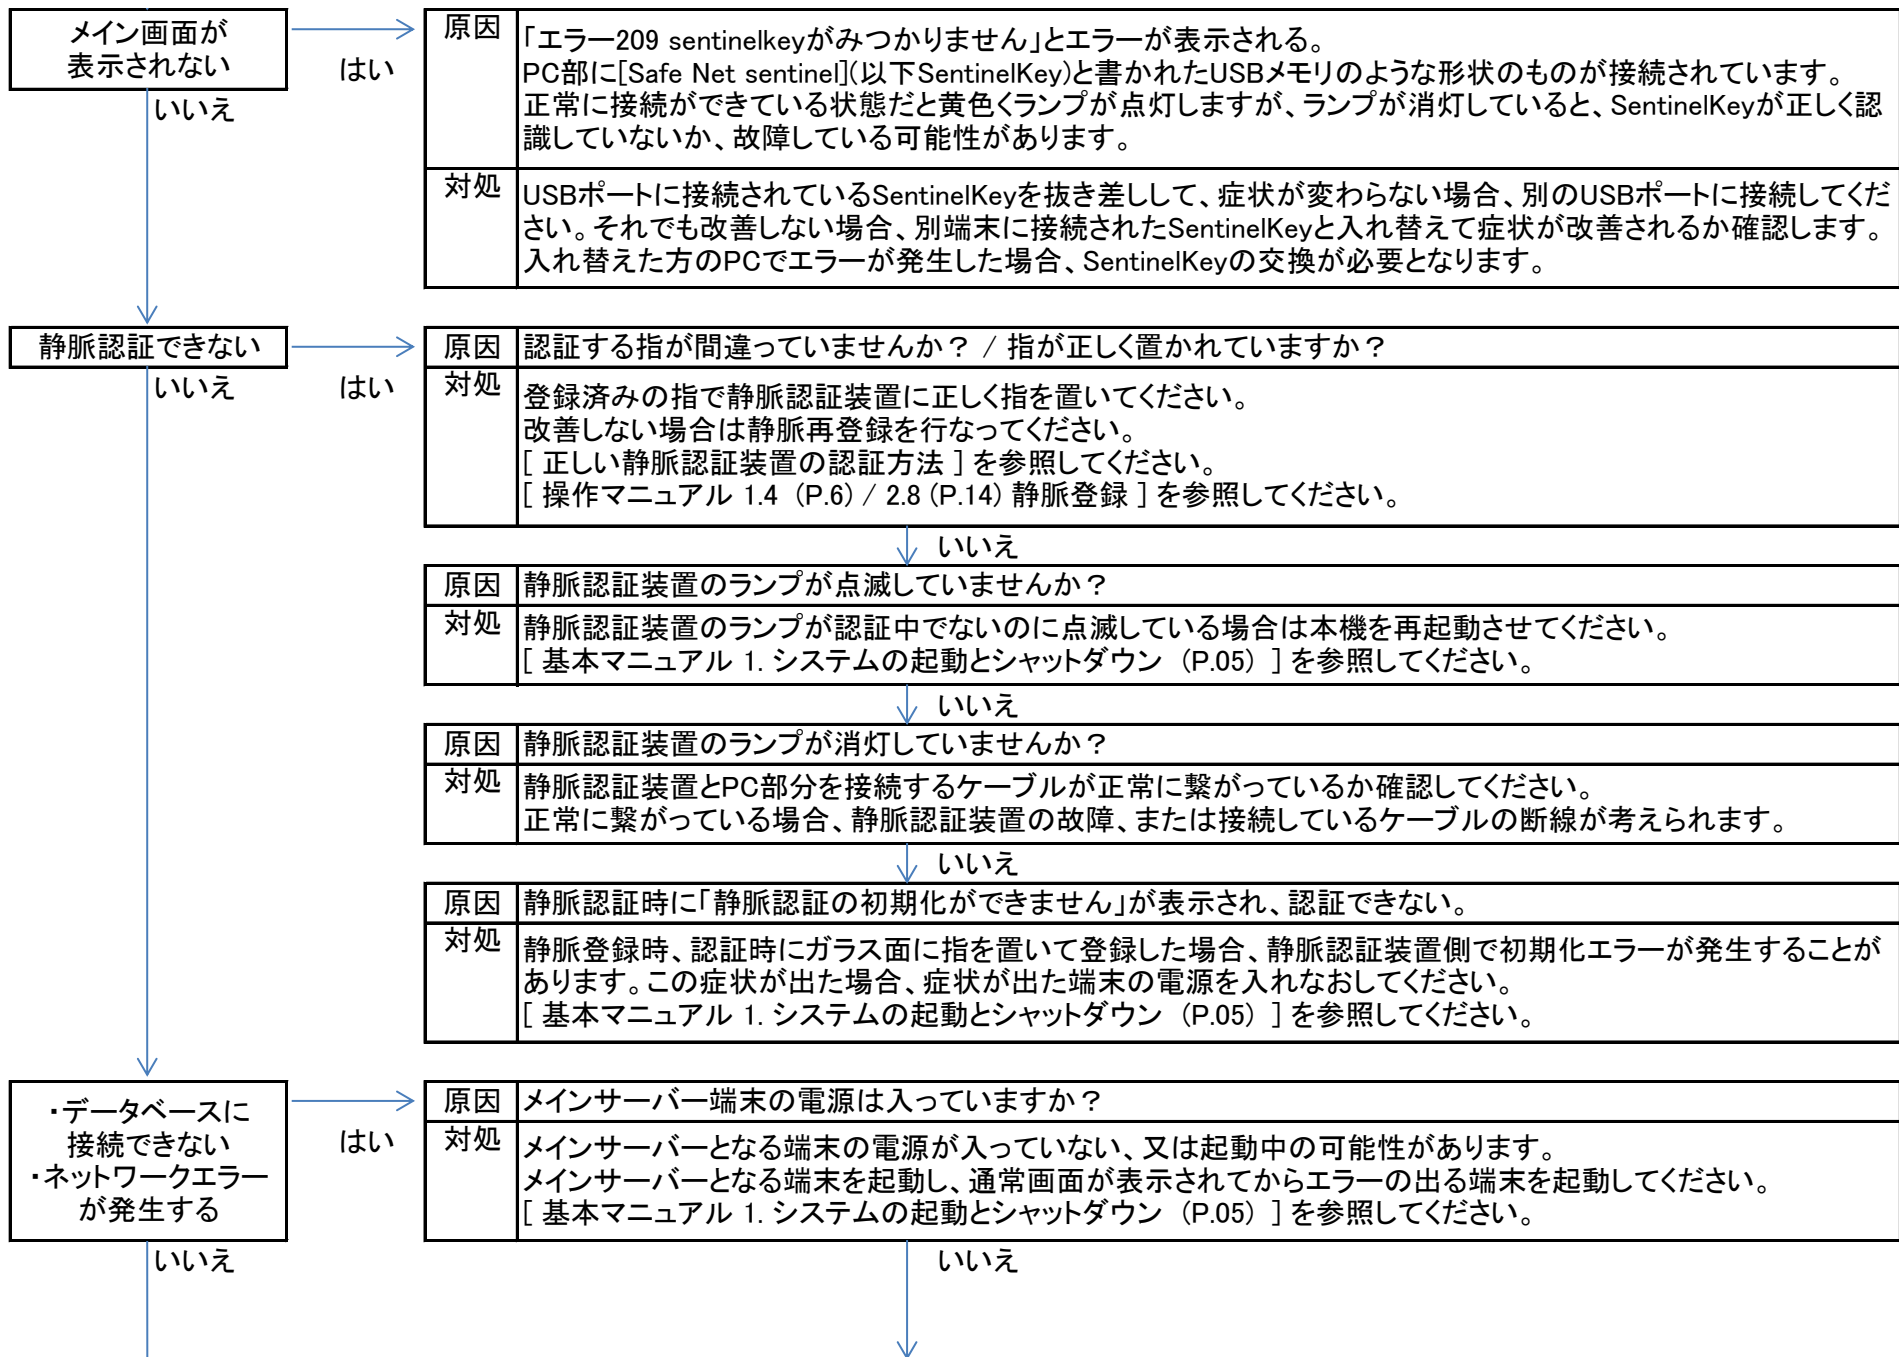 メイン画面が
表示されない
はい
いいえ
原因
「エラー209 sentinelkeyがみつかりません」とエラーが表示される。
PC部に[Safe Net sentinel](以下SentinelKey)と書かれたUSBメモリのような形状のものが接続されています。
正常に接続ができている状態だと黄色くランプが点灯しますが、ランプが消灯していると、SentinelKeyが正しく認
識していないか、故障している可能性があります。
対処
USBポートに接続されているSentinelKeyを抜き差しして、症状が変わらない場合、別のUSBポートに接続してくだ
さい。それでも改善しない場合、別端末に接続されたSentinelKeyと入れ替えて症状が改善されるか確認します。
入れ替えた方のPCでエラーが発生した場合、SentinelKeyの交換が必要となります。
静脈認証できない
はい
いいえ
原因
認証する指が間違っていませんか？ / 指が正しく置かれていますか？
対処
登録済みの指で静脈認証装置に正しく指を置いてください。
改善しない場合は静脈再登録を行なってください。
[ 正しい静脈認証装置の認証方法 ] を参照してください。
[ 操作マニュアル 1.4 (P.6) / 2.8 (P.14) 静脈登録 ] を参照してください。
いいえ
原因
静脈認証装置のランプが点滅していませんか？
対処
静脈認証装置のランプが認証中でないのに点滅している場合は本機を再起動させてください。
[ 基本マニュアル 1. システムの起動とシャットダウン (P.05) ] を参照してください。
いいえ
原因
静脈認証装置のランプが消灯していませんか？
対処
静脈認証装置とPC部分を接続するケーブルが正常に繋がっているか確認してください。
正常に繋がっている場合、静脈認証装置の故障、または接続しているケーブルの断線が考えられます。
いいえ
原因
静脈認証時に「静脈認証の初期化ができません」が表示され、認証できない。
対処
静脈登録時、認証時にガラス面に指を置いて登録した場合、静脈認証装置側で初期化エラーが発生することが
あります。この症状が出た場合、症状が出た端末の電源を入れなおしてください。
[ 基本マニュアル 1. システムの起動とシャットダウン (P.05) ] を参照してください。
・データベースに
接続できない
・ネットワークエラー
が発生する
はい
いいえ
原因
メインサーバー端末の電源は入っていますか？
対処
メインサーバーとなる端末の電源が入っていない、又は起動中の可能性があります。
メインサーバーとなる端末を起動し、通常画面が表示されてからエラーの出る端末を起動してください。
[ 基本マニュアル 1. システムの起動とシャットダウン (P.05) ] を参照してください。
いいえ